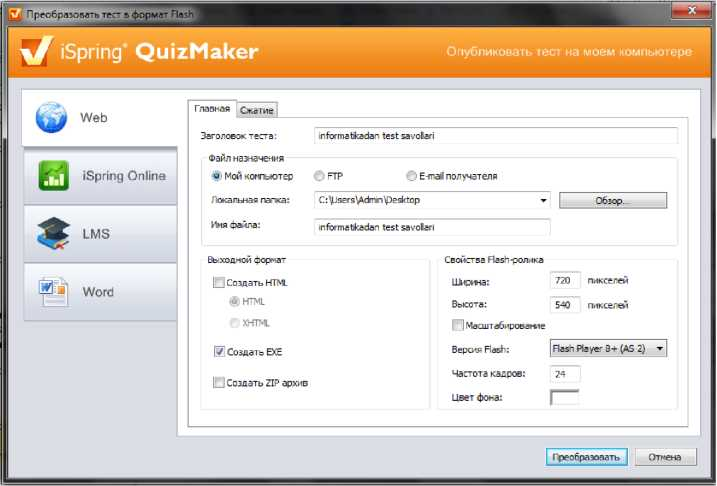 Преобразовать тест в формат Flash
iSpring® QuizMaker
Опубликовать тест на моем компьютере
Web
iSpring Online
LMS
Word
Главная Сжатие
Заголовок теста: informatikadan test savollari
Файл назначения
Мой компьютер FTP E-mail получателя
Локальная папка: C:\Users\Admin\Desktop Обзор...
Имя файла: informatikadan test savollari
Выходной формат
Создать HTML
HTML
XHTML
Создать EXE
Создать ZIP архив
Свойства Flash-ролика
Ширина: 720 пикселей
Высота: 540 пикселей
Масштабирование
Версия Flash: Flash Player 8+ (AS 2)
Частота кадров: 24
Цвет фона:
Преобразовать Отмена